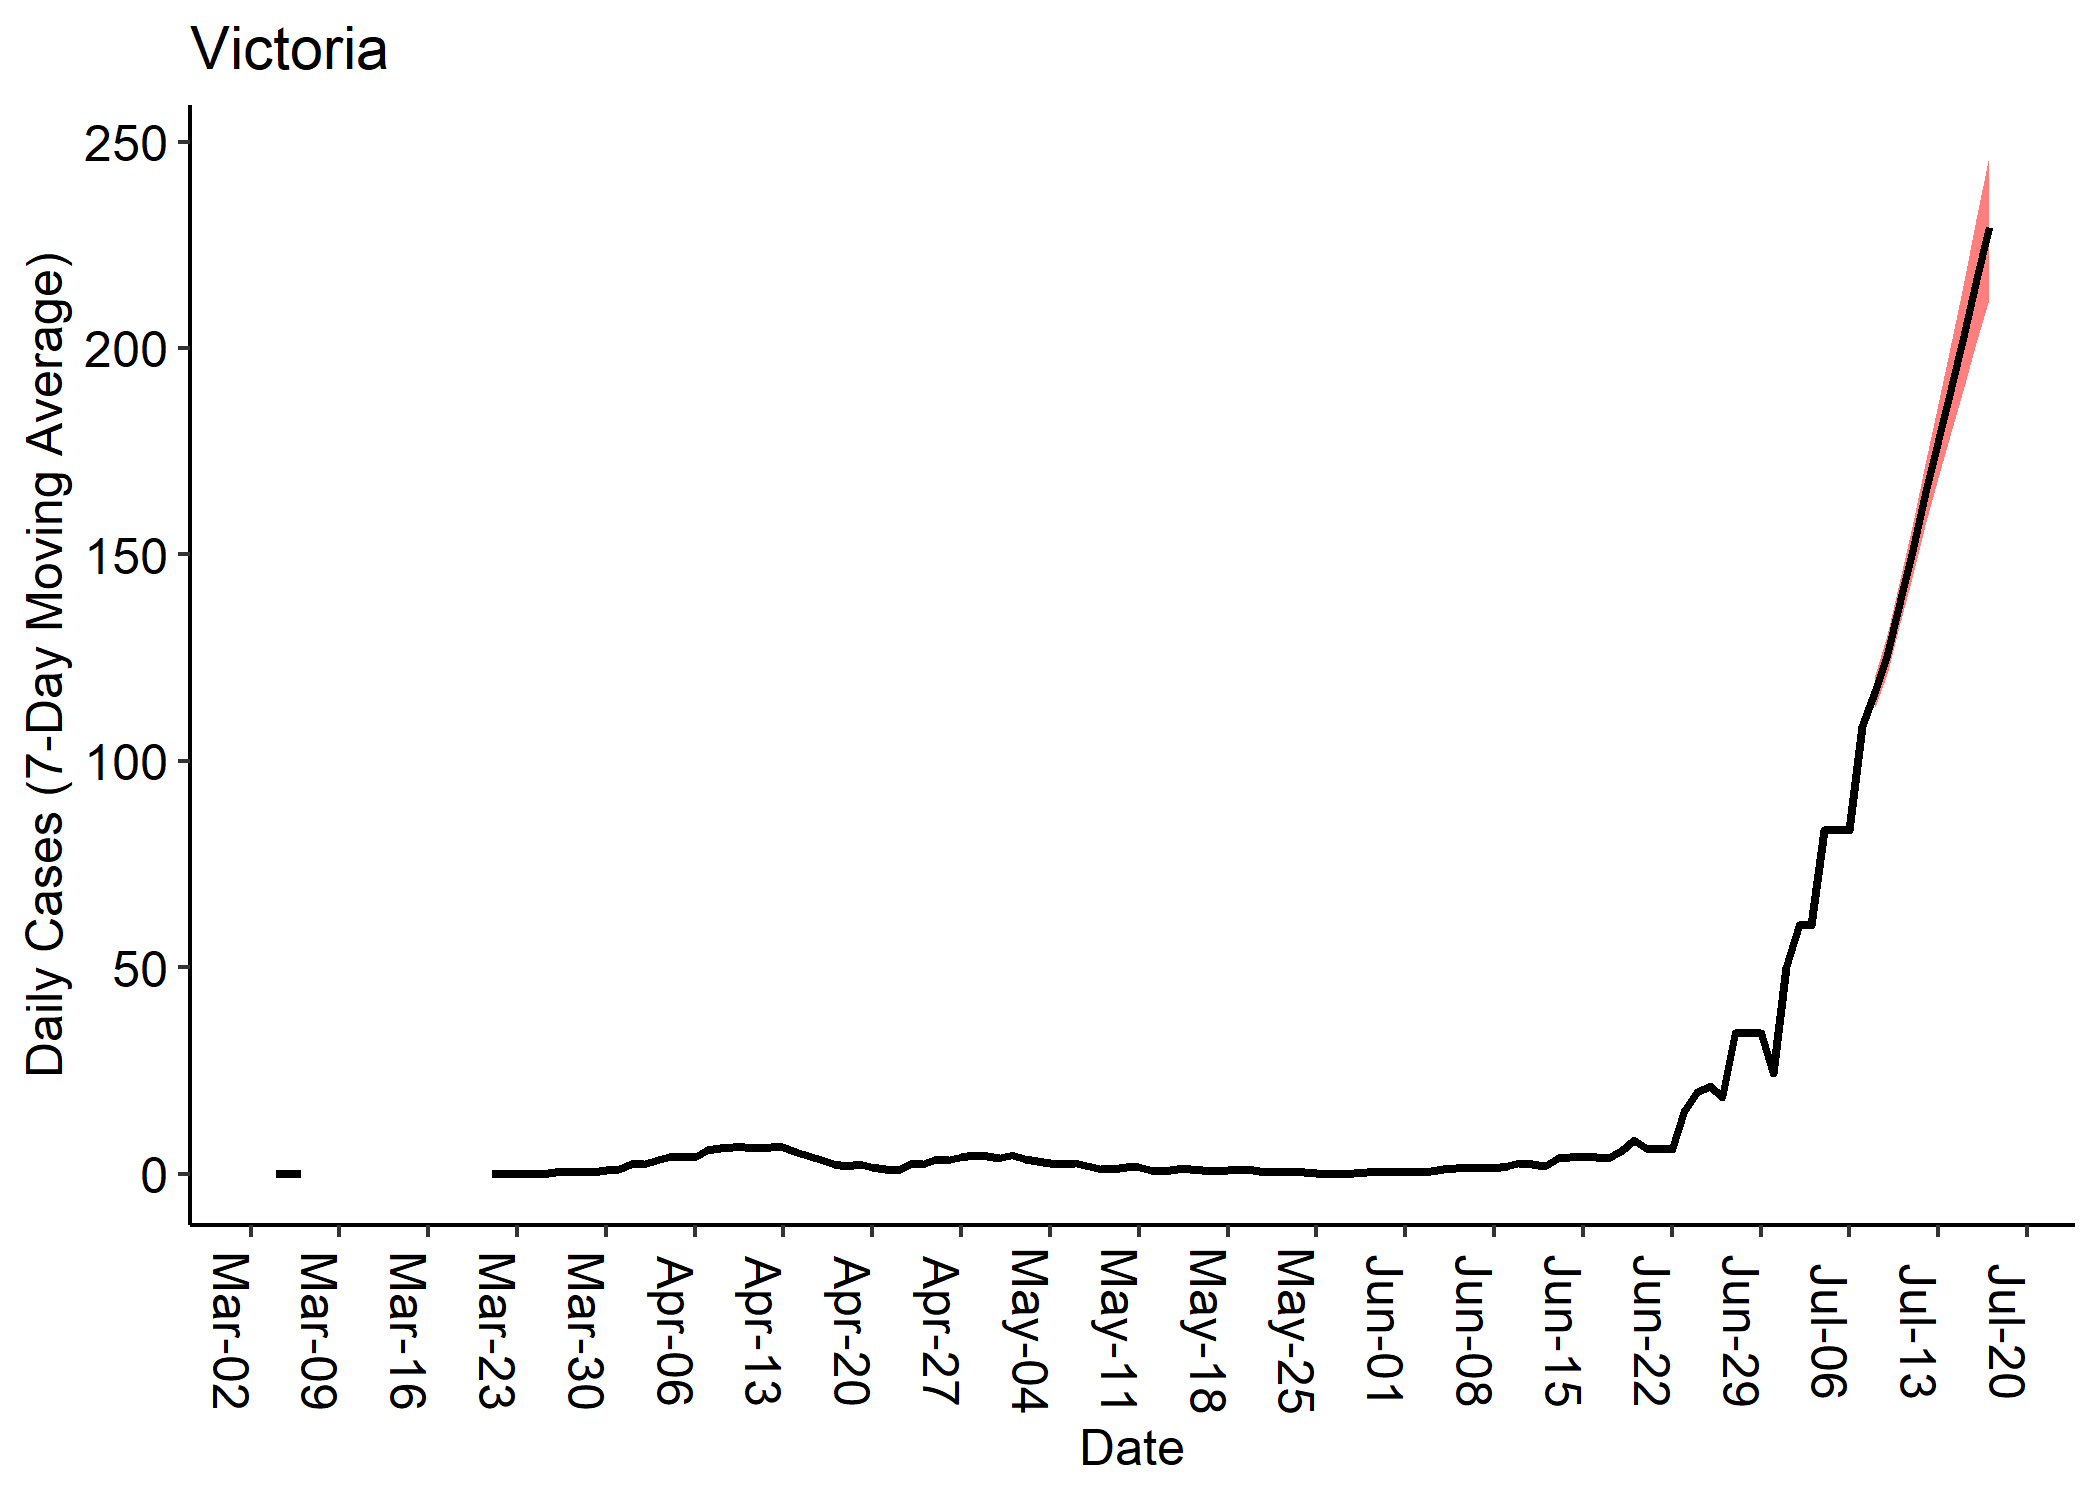 Victoria
Daily Cases (7-Day Moving Average)
250
200
150
100
50
0
Mar-02
Mar-09
Mar-16
Mar-23
Mar-30
Apr-06
Apr-13
Apr-20
Apr-27
May-04
May-11
May-18
May-25
Jun-01
Jun-08
Jun-15
Jun-22
Jun-29
Jul-06
Jul-13
Jul-20
Date